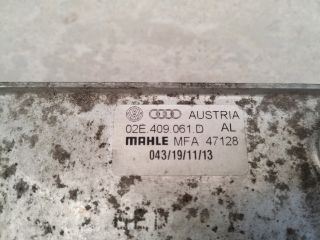 AUSTRIA
02E.409.061.D AL
MAHLE MFA 47128
043/19/11/13